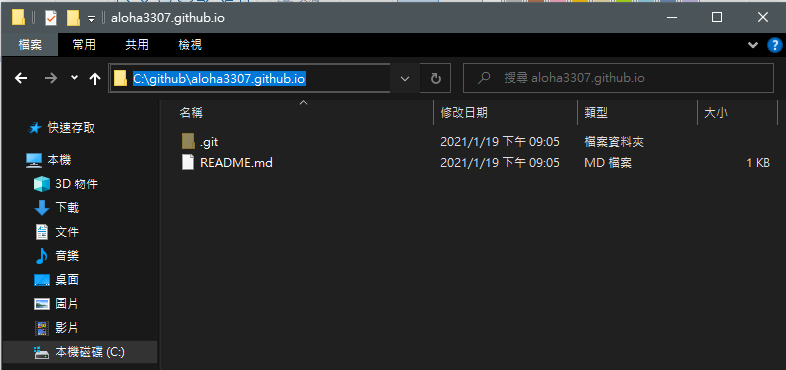 aloha3307.github.io
檔案 常用 共用 檢視
C:\github\aloha3307.github.io
搜尋 aloha3307.github.io
名稱 修改日期 類型 大小
.git 2021/1/19 下午 09:05 檔案資料夾
README.md 2021/1/19 下午 09:05 MD 檔案 1 KB
快速存取
本機
3D 物件
下載
文件
音樂
桌面
圖片
影片
本機磁碟 (C:)